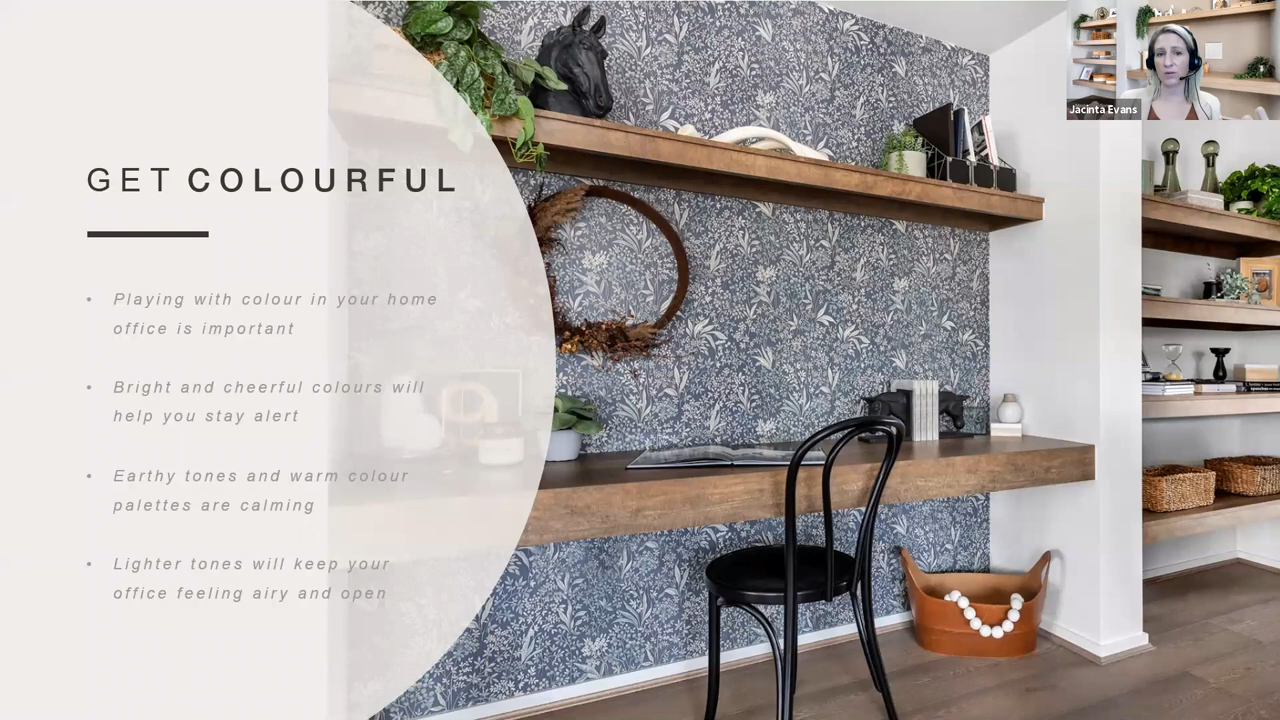 Jacinta Evans
GET COLOURFUL
• Playing with colour in your home
office is important
• Bright and cheerful colours will
help you stay alert
• Earthy tones and warm colour
palettes are calming
• Lighter tones will keep your
office feeling airy and open